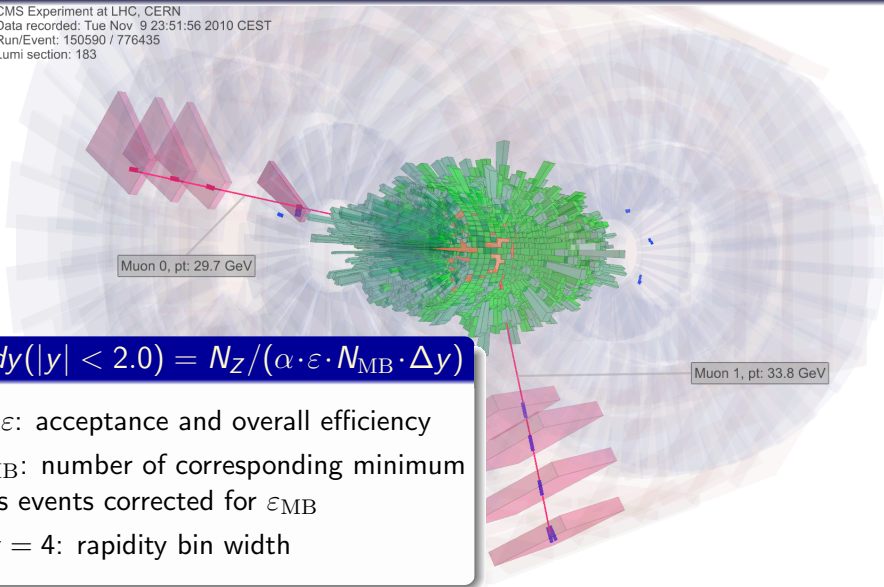 CMS Experiment at LHC, CERN
Data recorded: Tue Nov 9 23:51:56 2010 CEST
Run/Event: 150590 / 776435
Lumi section: 183
Muon 0, pt: 29.7 GeV
Muon 1, pt: 33.8 GeV
dy(|y| < 2.0) = N_Z/(α·ε·N_MB·Δy)
ε: acceptance and overall efficiency
MB: number of corresponding minimum
s events corrected for ε_MB
= 4: rapidity bin width